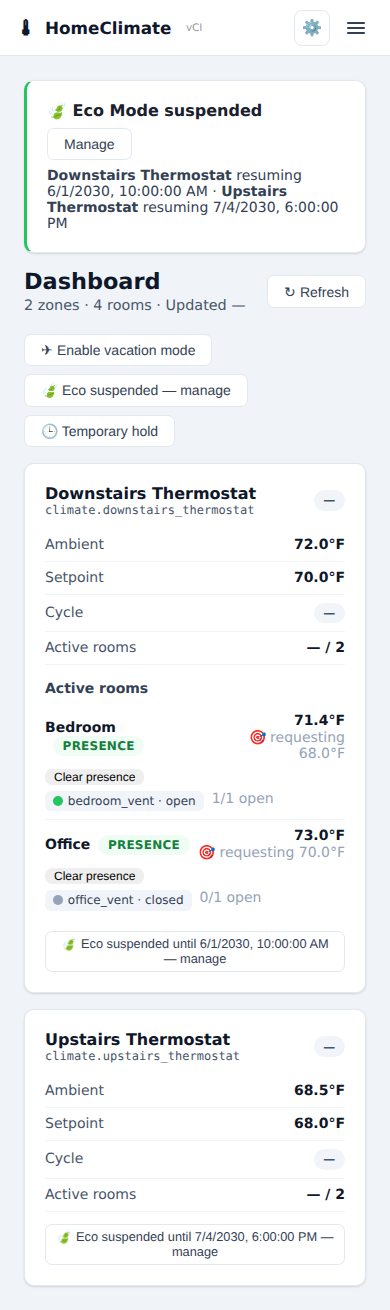 HomeClimate vCI
Eco Mode suspended
Manage
Downstairs Thermostat resuming
6/1/2030, 10:00:00 AM · Upstairs
Thermostat resuming 7/4/2030, 6:00:00
PM
Dashboard
2 zones · 4 rooms · Updated —
↻ Refresh
✈ Enable vacation mode
Eco suspended — manage
Temporary hold
Downstairs Thermostat
climate.downstairs_thermostat
—
Ambient 72.0°F
Setpoint 70.0°F
Cycle —
Active rooms — / 2
Active rooms
Bedroom PRESENCE
71.4°F
requesting
68.0°F
Clear presence
bedroom_vent · open 1/1 open
Office PRESENCE
73.0°F
requesting 70.0°F
Clear presence
office_vent · closed 0/1 open
Eco suspended until 6/1/2030, 10:00:00 AM
— manage
Upstairs Thermostat
climate.upstairs_thermostat
—
Ambient 68.5°F
Setpoint 68.0°F
Cycle —
Active rooms — / 2
Eco suspended until 7/4/2030, 6:00:00 PM —
manage